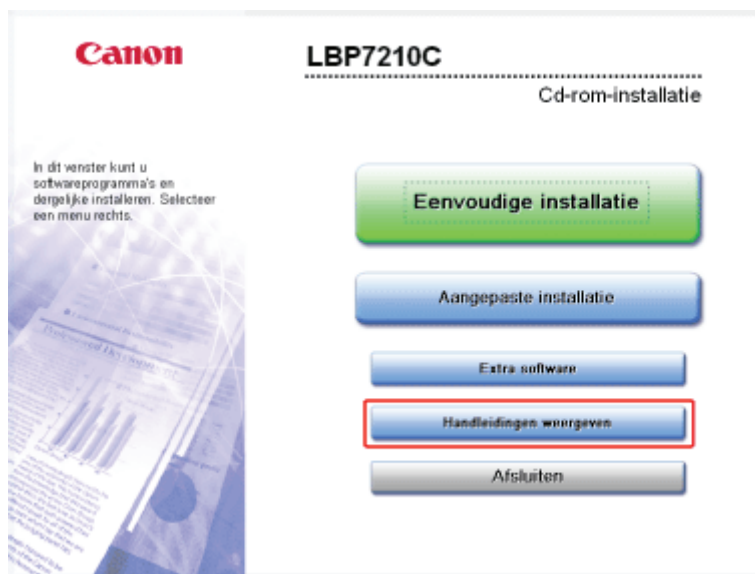 Canon
LBP7210C
Cd-rom-installatie
In dit venster kunt u
softwareprogramma's en
dergelijke installeren. Selecteer
een menu rechts.
Eenvoudige installatie
Aangepaste installatie
Extra software
Handleidingen weergeven
Afsluiten